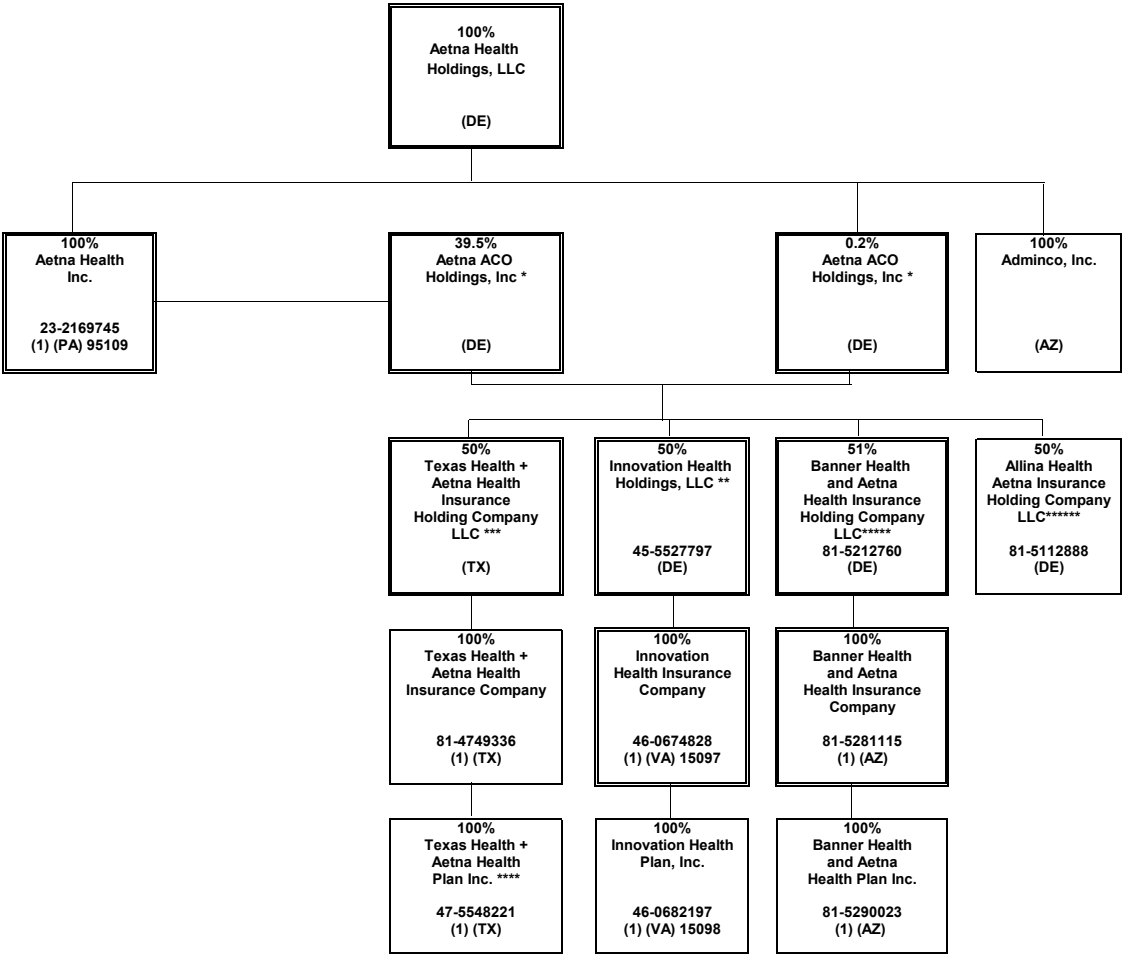 100%
Aetna Health
Holdings, LLC
(DE)
100%
Aetna Health
Inc.
23-2169745
(1) (PA) 95109
39.5%
Aetna ACO
Holdings, Inc *
(DE)
0.2%
Aetna ACO
Holdings, Inc *
(DE)
100%
Adminco, Inc.
(AZ)
50%
Texas Health +
Aetna Health
Insurance
Holding Company
LLC ***
(TX)
50%
Innovation Health
Holdings, LLC **
45-5527797
(DE)
51%
Banner Health
and Aetna
Health Insurance
Holding Company
LLC*****
81-5212760
(DE)
50%
Allina Health
Aetna Insurance
Holding Company
LLC******
81-5112888
(DE)
100%
Texas Health +
Aetna Health
Insurance Company
81-4749336
(1) (TX)
100%
Innovation
Health Insurance
Company
46-0674828
(1) (VA) 15097
100%
Banner Health
and Aetna
Health Insurance
Company
81-5281115
(1) (AZ)
100%
Texas Health +
Aetna Health
Plan Inc. ****
47-5548221
(1) (TX)
100%
Innovation Health
Plan, Inc.
46-0682197
(1) (VA) 15098
100%
Banner Health
and Aetna
Health Plan Inc.
81-5290023
(1) (AZ)